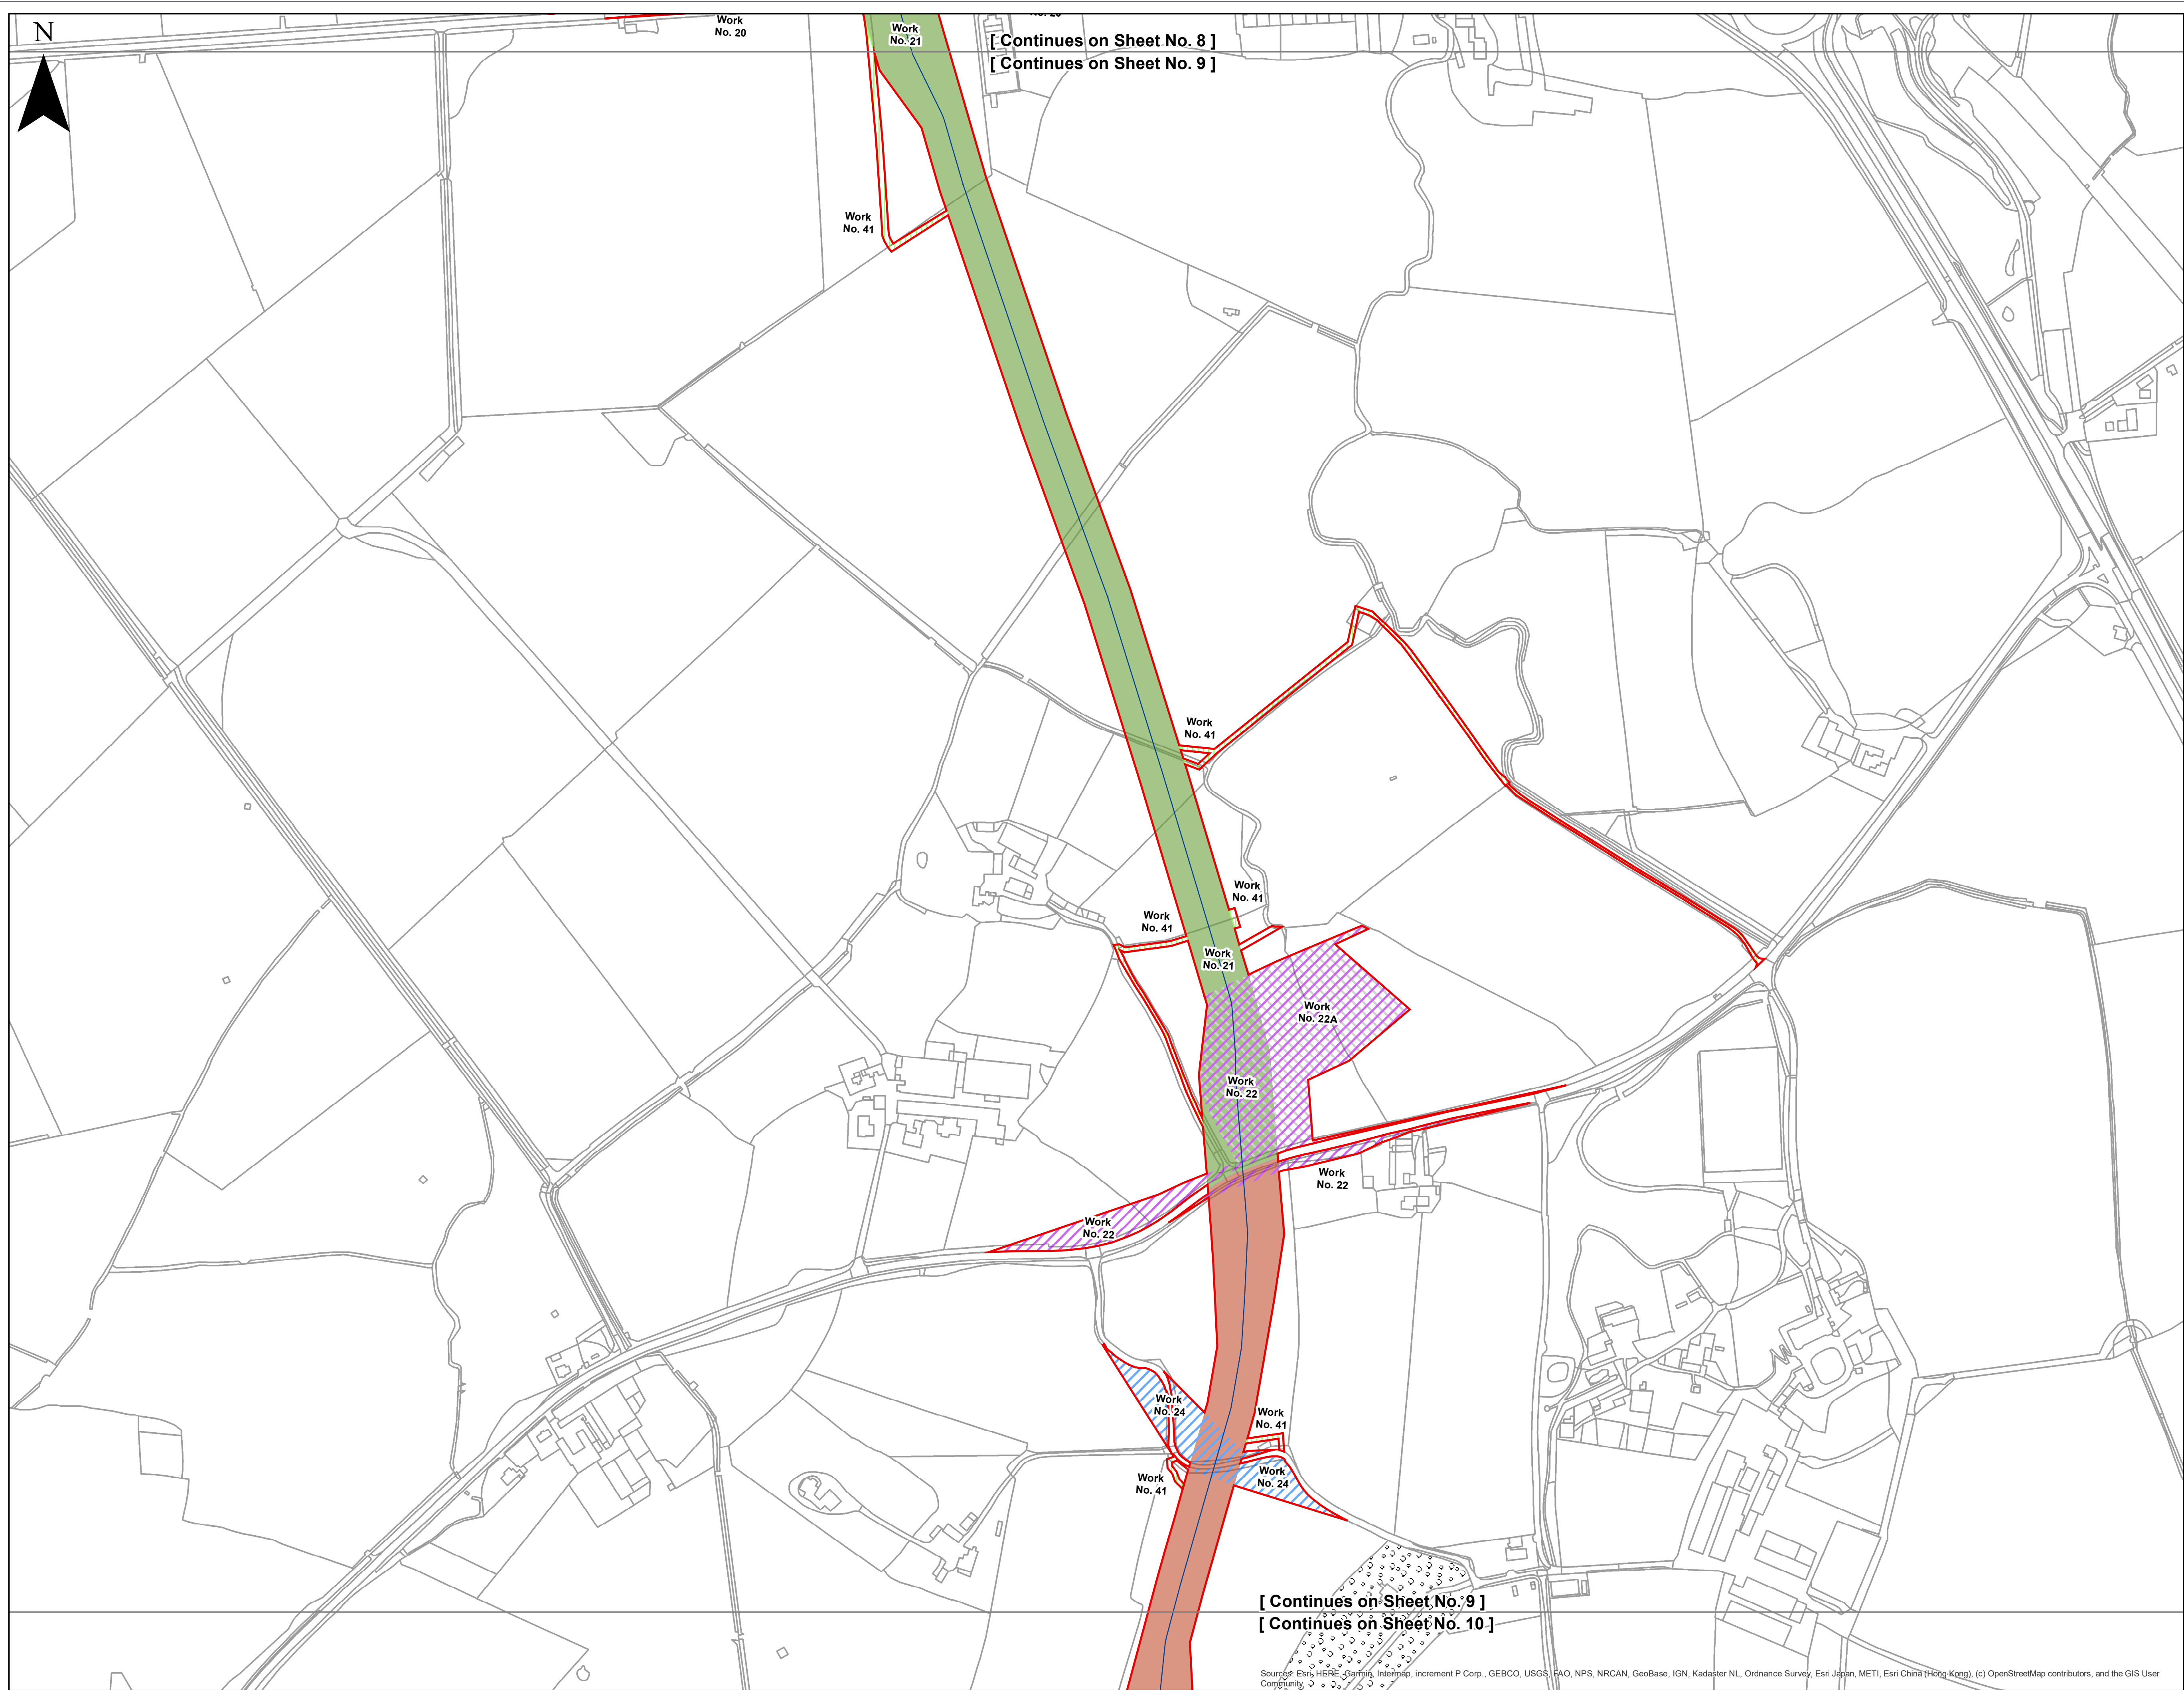 N
Work
No. 20
Work
No. 21
[ Continues on Sheet No. 8 ]
[ Continues on Sheet No. 9 ]
Work
No. 41
Work
No. 41
Work
No. 41
Work
No. 41
Work
No. 21
Work
No. 22A
Work
No. 22
Work
No. 22
Work
No. 22
Work
No. 24
Work
No. 41
Work
No. 24
Work
No. 41
[ Continues on Sheet No. 9 ]
[ Continues on Sheet No. 10 ]
Sources: Esri, HERE, Garmin, Intermap, increment P Corp., GEBCO, USGS, FAO, NPS, NRCAN, GeoBase, IGN, Kadaster NL, Ordnance Survey, Esri Japan, METI, Esri China (Hong Kong), (c) OpenStreetMap contributors, and the GIS User
Community